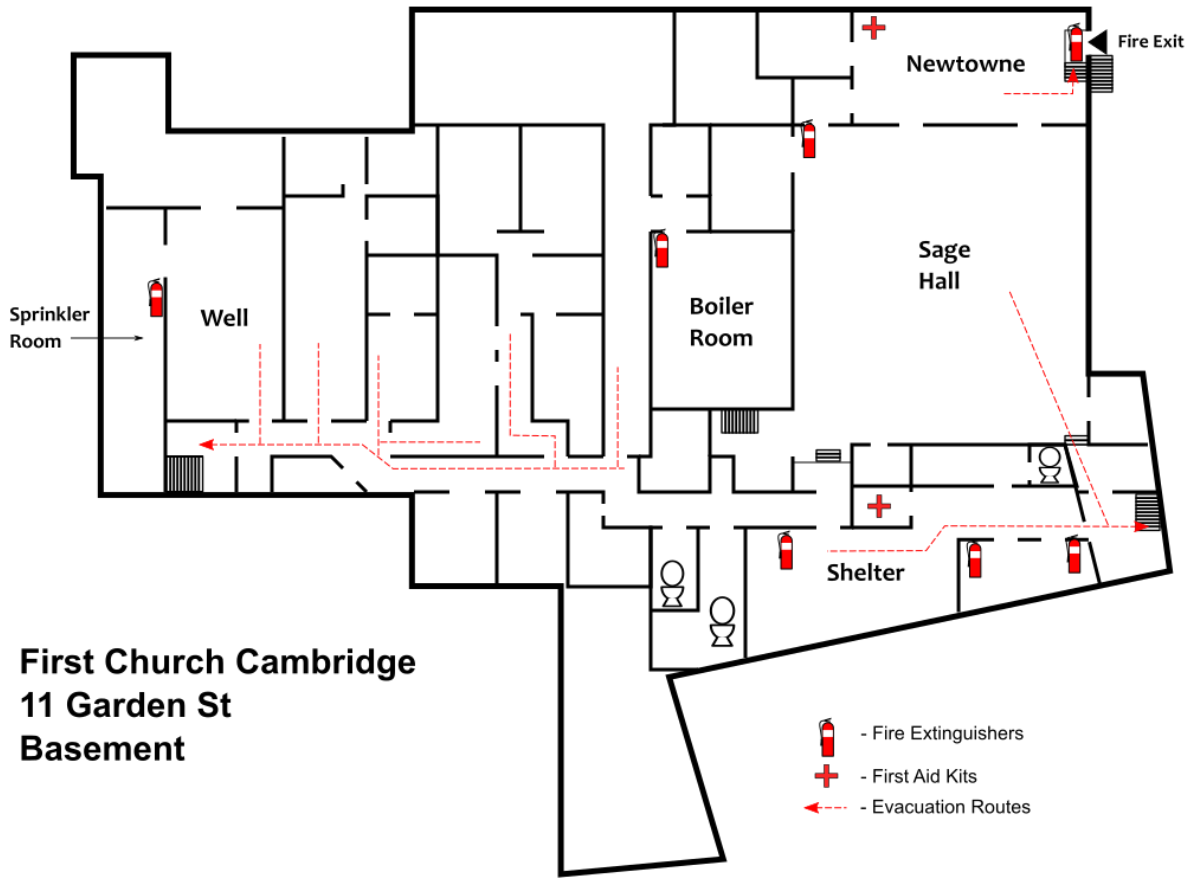 Newtowne
Fire Exit
Sage
Hall
Sprinkler
Room
Well
Boiler
Room
Shelter
First Church Cambridge
11 Garden St
Basement
- Fire Extinguishers
- First Aid Kits
- Evacuation Routes